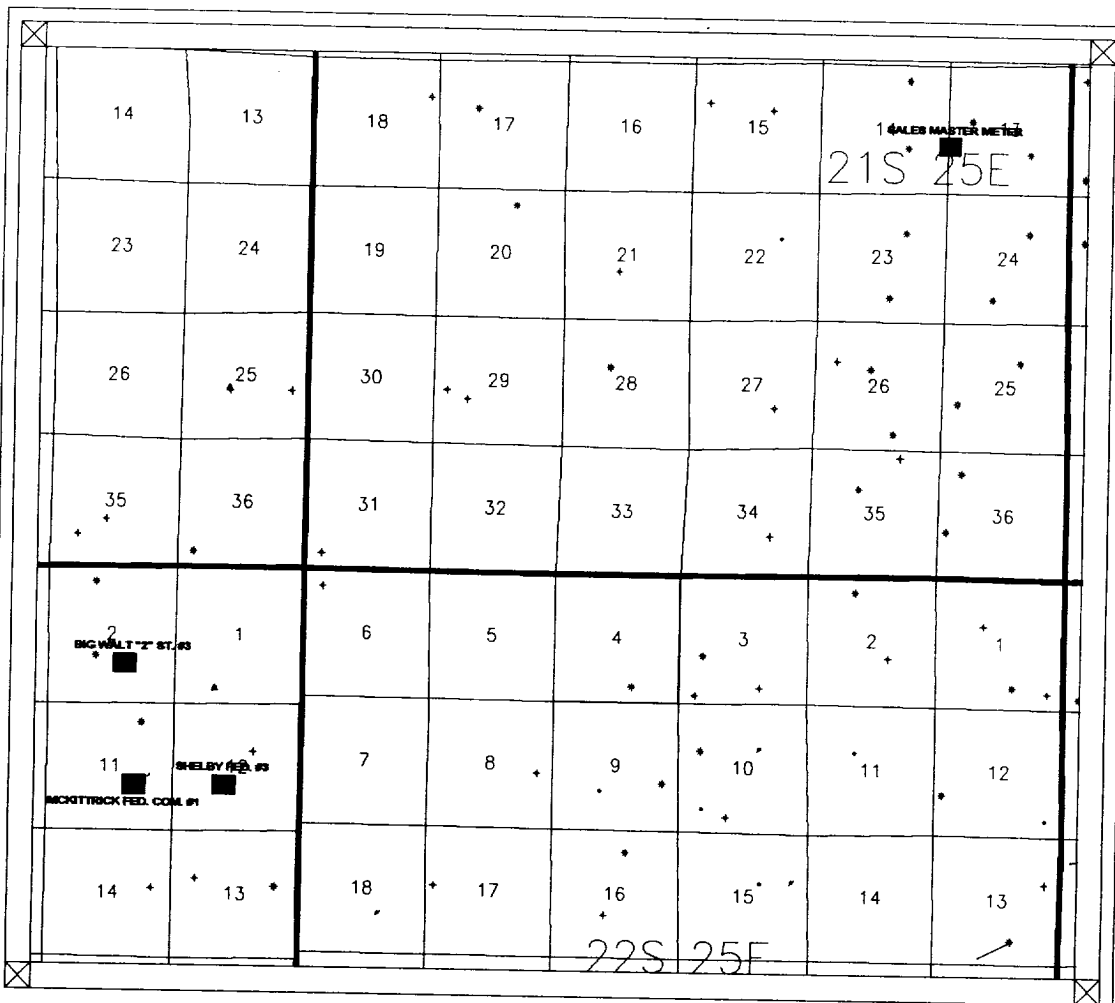 14 13 18 17 16 15 14 13
SALES MASTER METER
21S 25E
23 24 19 20 21 22 23 24
26 25 30 29 28 27 26 25
35 36 31 32 33 34 35 36
2 1 6 5 4 3 2 1
BIG WALT "2" ST. #3
11 12 7 8 9 10 11 12
SHELBY FED. #3
MCKITTRICK FED. COM. #1
14 13 18 17 16 15 14 13
22S 25E